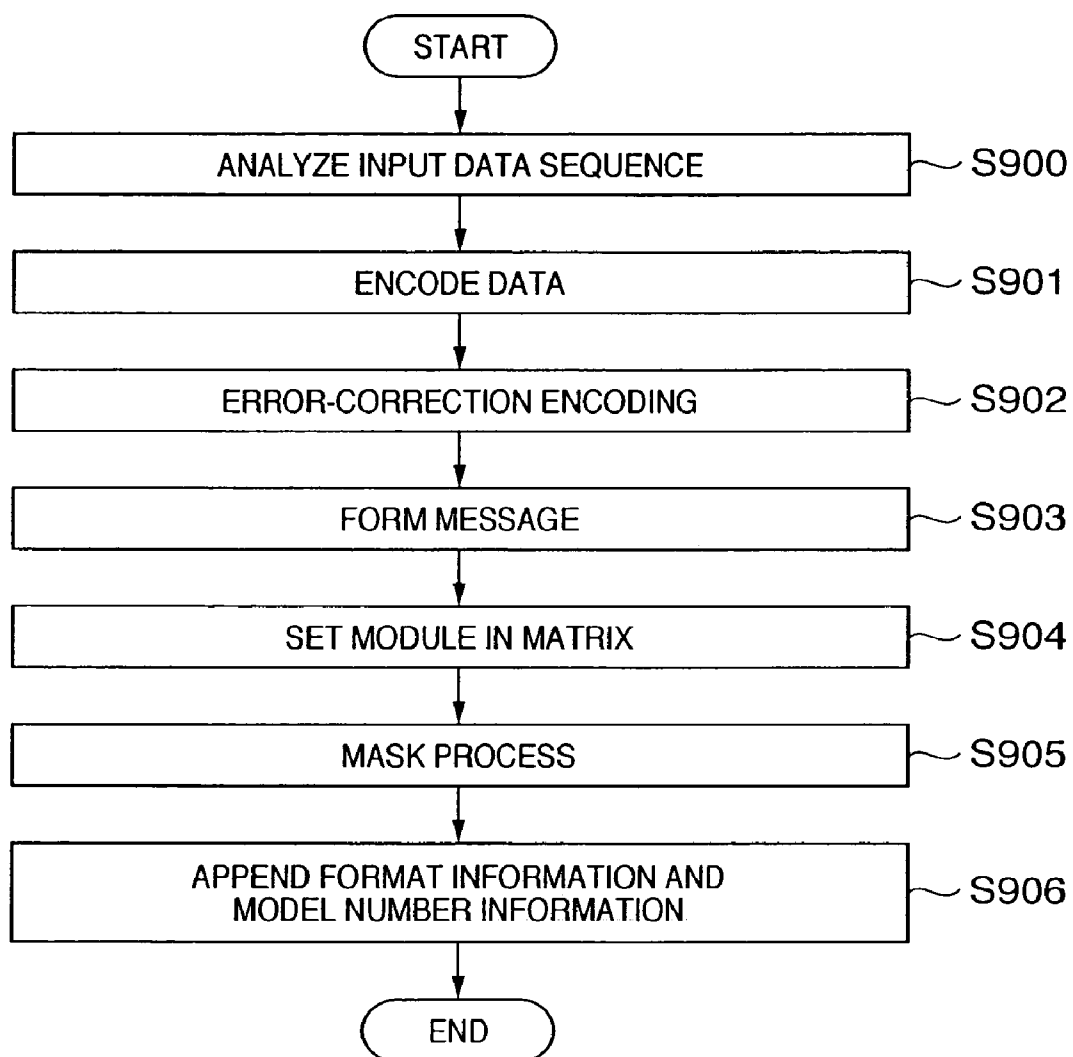 START
ANALYZE INPUT DATA SEQUENCE
S900
ENCODE DATA
S901
ERROR-CORRECTION ENCODING
S902
FORM MESSAGE
S903
SET MODULE IN MATRIX
S904
MASK PROCESS
S905
APPEND FORMAT INFORMATION AND
MODEL NUMBER INFORMATION
S906
END